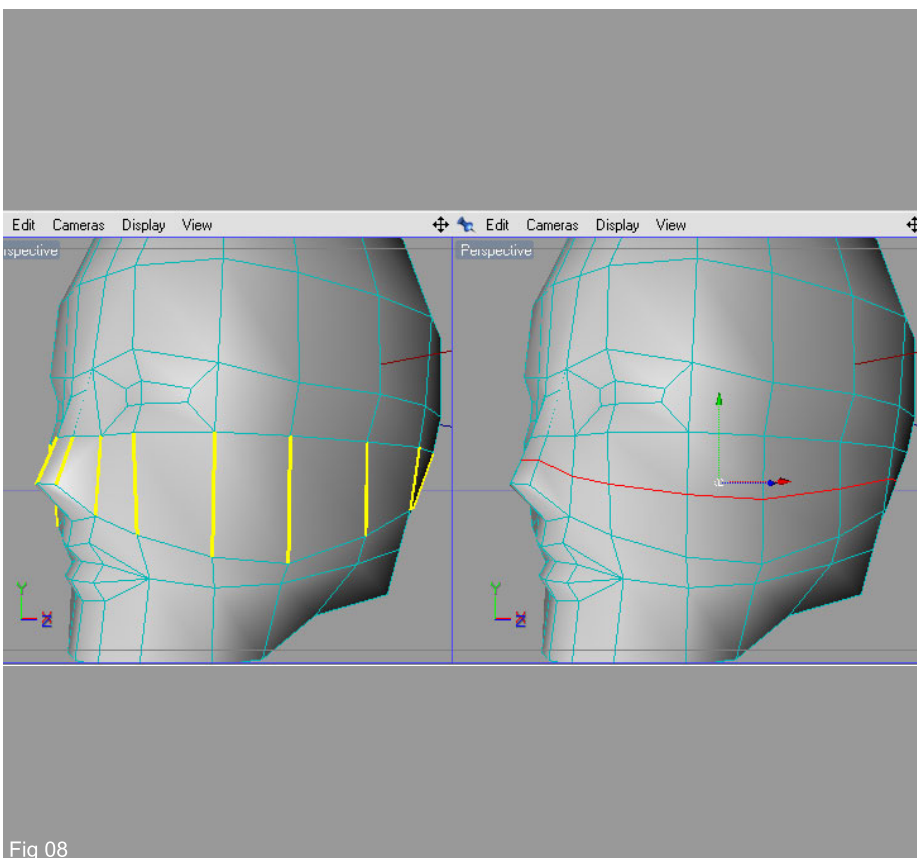 Edit Cameras Display View
Edit Cameras Display View
rspective
Perspective
Y
Z
Y
Z
Fig 08